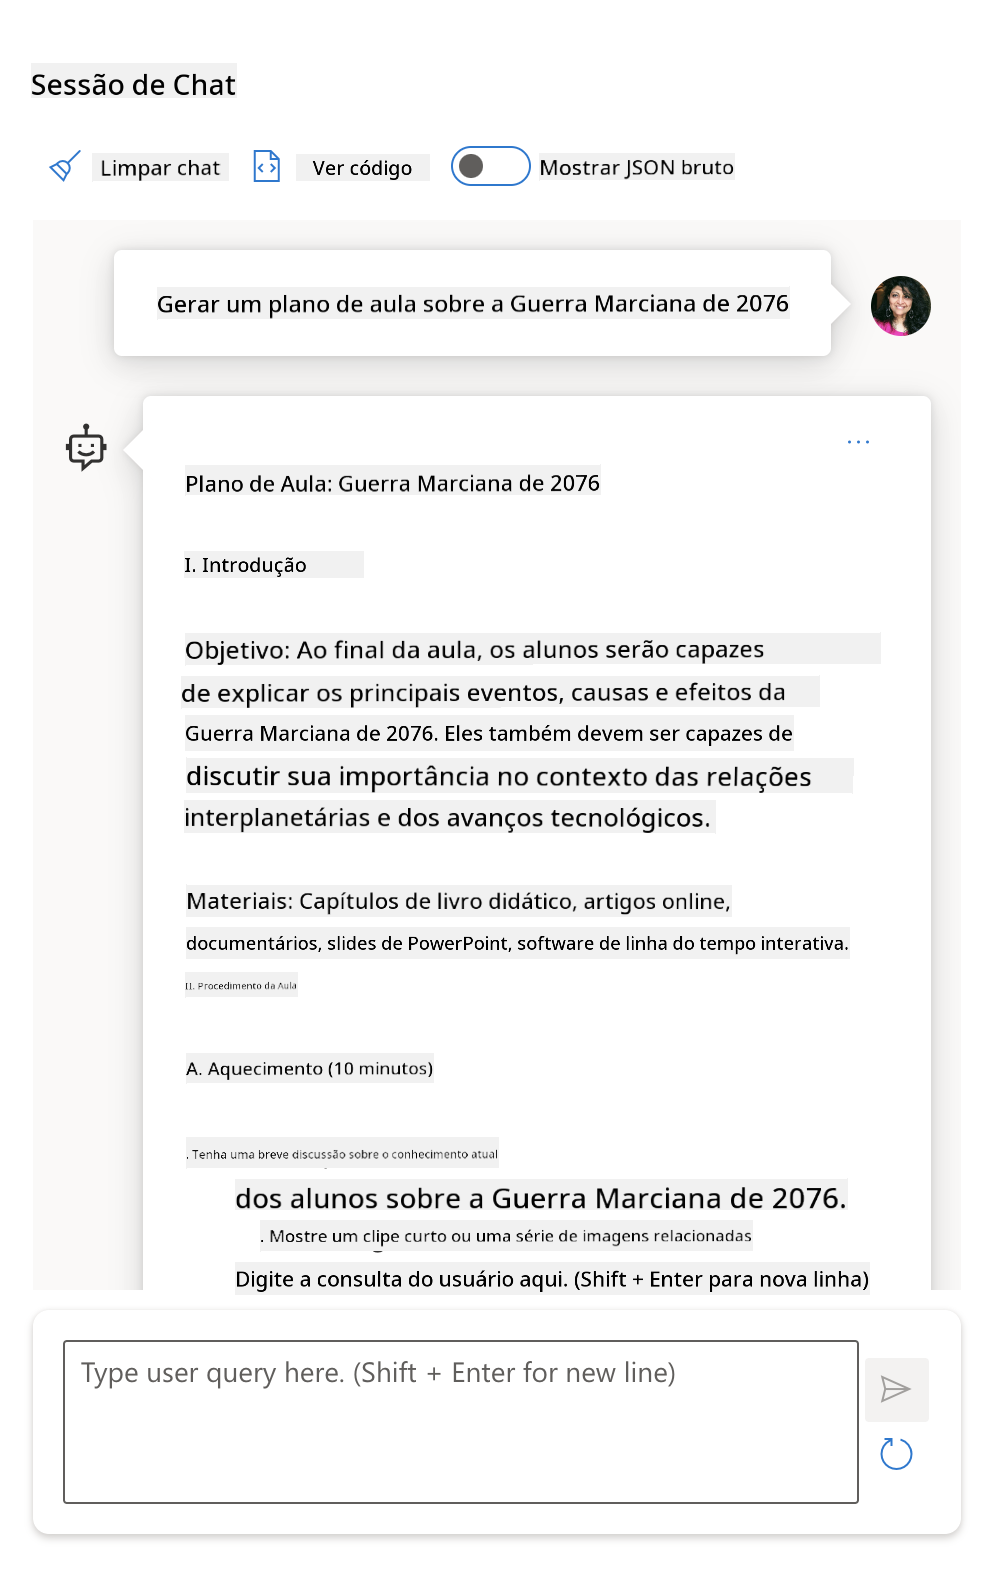 Sessão de Chat
Limpar chat
Ver código
Mostrar JSON bruto
Gerar um plano de aula sobre a Guerra Marciana de 2076
Plano de Aula: Guerra Marciana de 2076
I. Introdução
Objetivo: Ao final da aula, os alunos serão capazes
de explicar os principais eventos, causas e efeitos da
Guerra Marciana de 2076. Eles também devem ser capazes de
discutir sua importância no contexto das relações
interplanetárias e dos avanços tecnológicos.
Materiais: Capítulos de livro didático, artigos online,
documentários, slides de PowerPoint, software de linha do tempo interativa.
II. Procedimento da Aula
A. Aquecimento (10 minutos)
. Tenha uma breve discussão sobre o conhecimento atual
dos alunos sobre a Guerra Marciana de 2076.
. Mostre um clipe curto ou uma série de imagens relacionadas
Digite a consulta do usuário aqui. (Shift + Enter para nova linha)
Type user query here. (Shift + Enter for new line)